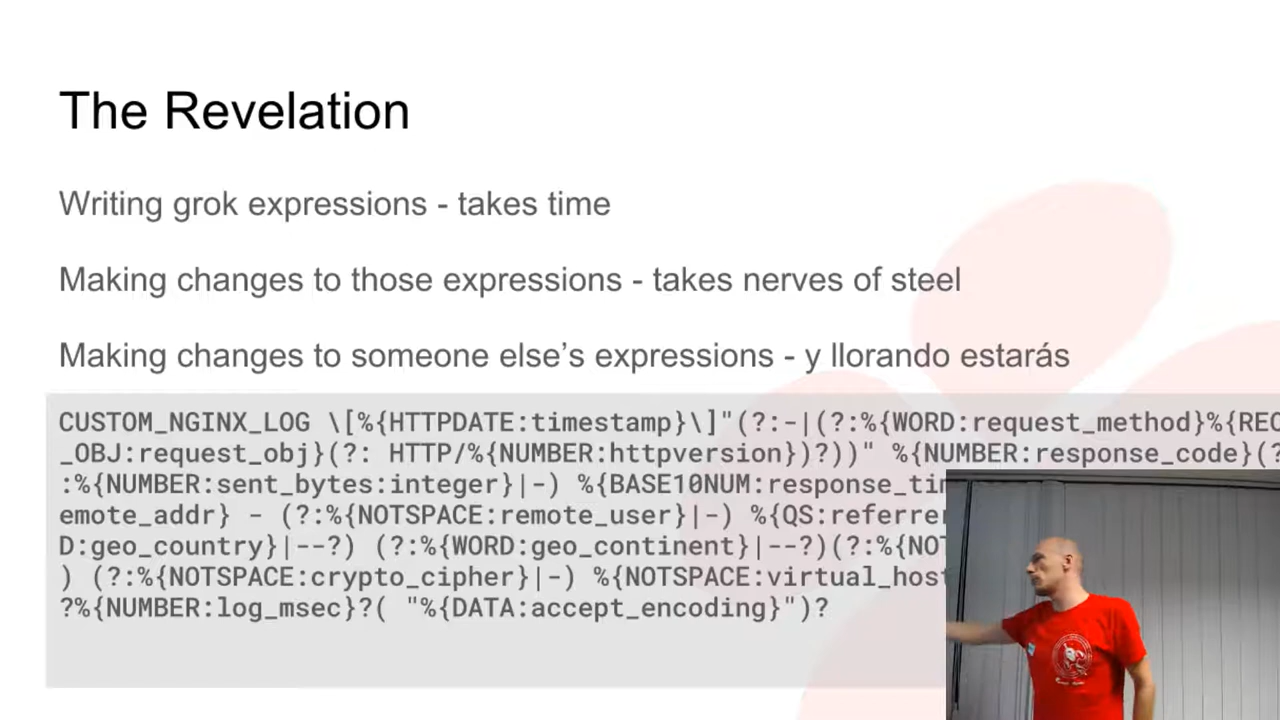 The Revelation
Writing grok expressions - takes time
Making changes to those expressions - takes nerves of steel
Making changes to someone else’s expressions - y llorando estarás
CUSTOM_NGINX_LOG \[%{HTTPDATE:timestamp}\]"(?:-|(?:%{WORD:request_method}%{REQ
_OBJ:request_obj}(?: HTTP/%{NUMBER:httpversion})?))" %{NUMBER:response_code}(?
:%{NUMBER:sent_bytes:integer}|-) %{BASE10NUM:response_tim
emote_addr} - (?:%{NOTSPACE:remote_user}|-) %{QS:referrer
D:geo_country}|--?) (?:%{WORD:geo_continent}|--?)(?:%{NOT
) (?:%{NOTSPACE:crypto_cipher}|-) %{NOTSPACE:virtual_host
?%{NUMBER:log_msec}?( "%{DATA:accept_encoding}")?